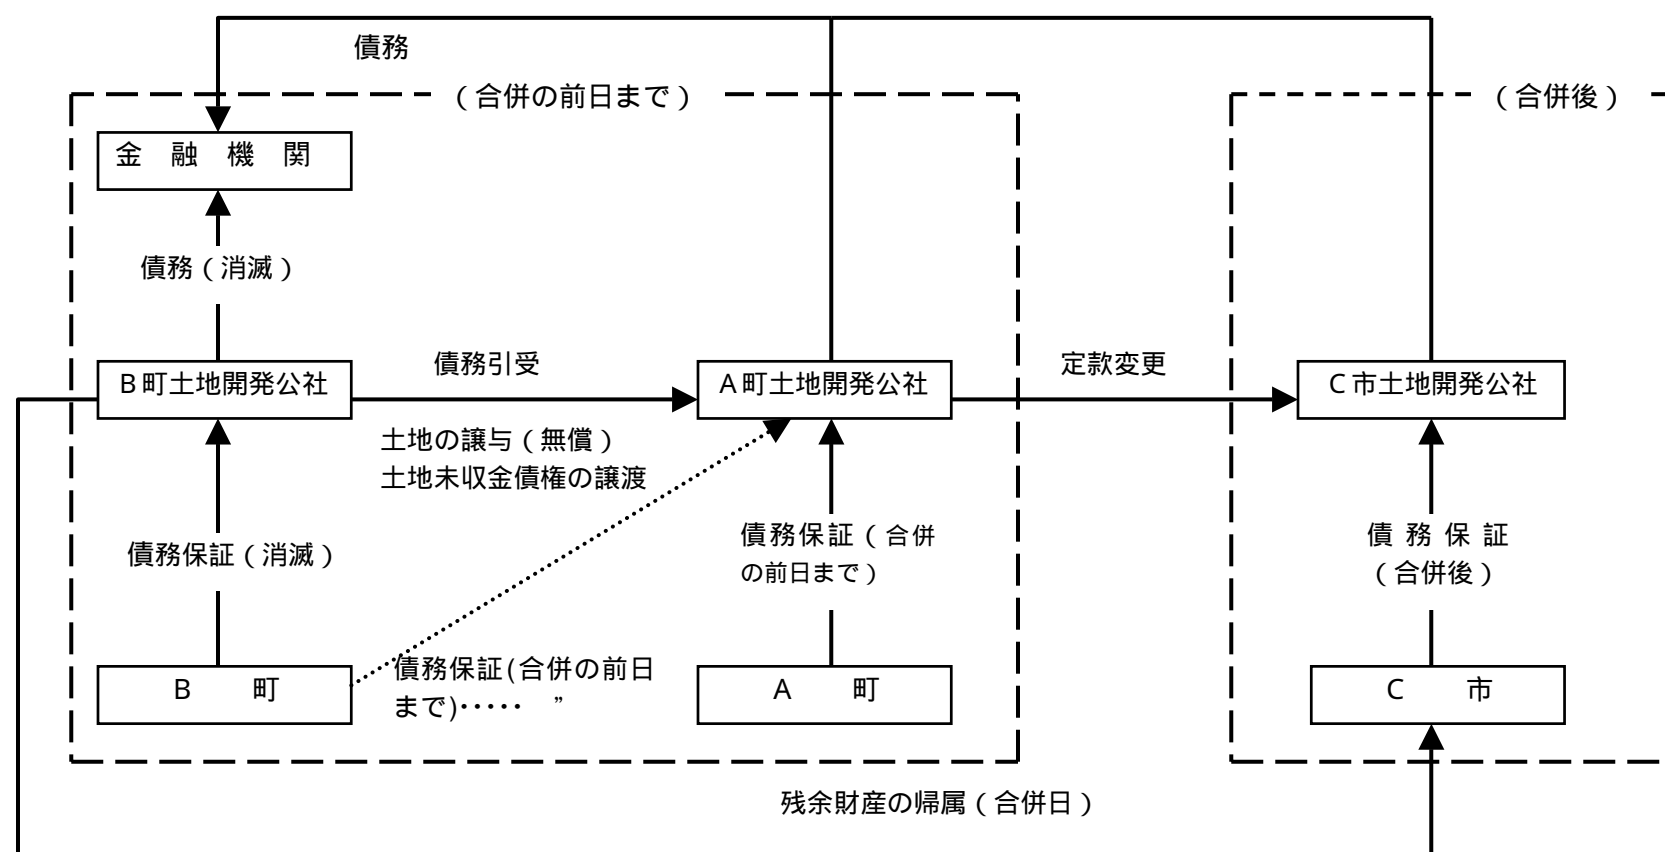 債務
（合併の前日まで）
（合併後）
金　融　機　関
債務（消滅）
債務引受
定款変更
Ｂ町土地開発公社
Ａ町土地開発公社
Ｃ市土地開発公社
土地の譲与（無償）
土地未収金債権の譲渡
債務保証（消滅）
債務保証（合併
の前日まで）
債務保証
（合併後）
債務保証(合併の前日
まで)‥‥・　”
Ｂ　　町
Ａ　　町
Ｃ　　市
残余財産の帰属（合併日）